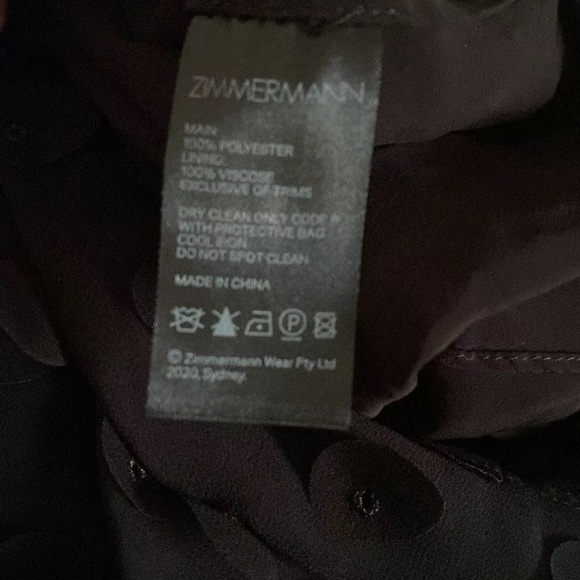 ZIMMERMANN
MAIN:
100% POLYESTER
LINING:
100% VISCOSE
EXCLUSIVE OF TRIMS
DRY CLEAN ONLY CODE P
WITH PROTECTIVE BAG
COOL IRON
DO NOT SPOT CLEAN
MADE IN CHINA
P
© Zimmermann Wear Pty Ltd
2020, Sydney.